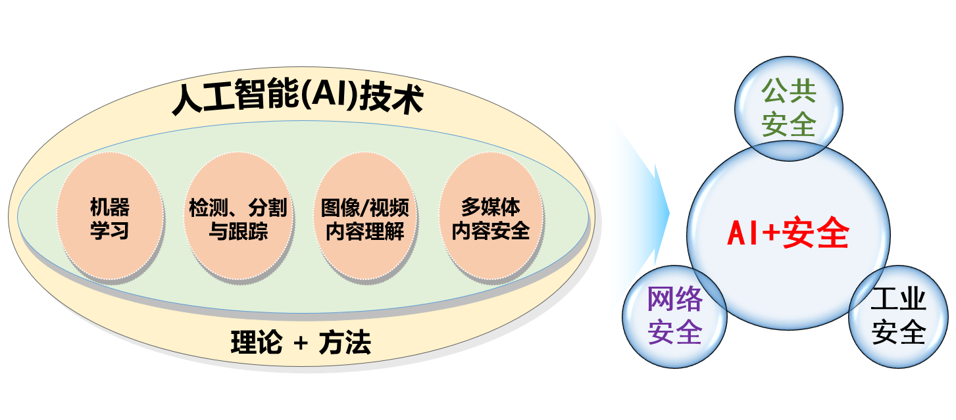 人工智能(AI)技术
机器
学习
检测、分割
与跟踪
图像/视频
内容理解
多媒体
内容安全
理论 + 方法
公共
安全
AI+安全
网络
安全
工业
安全